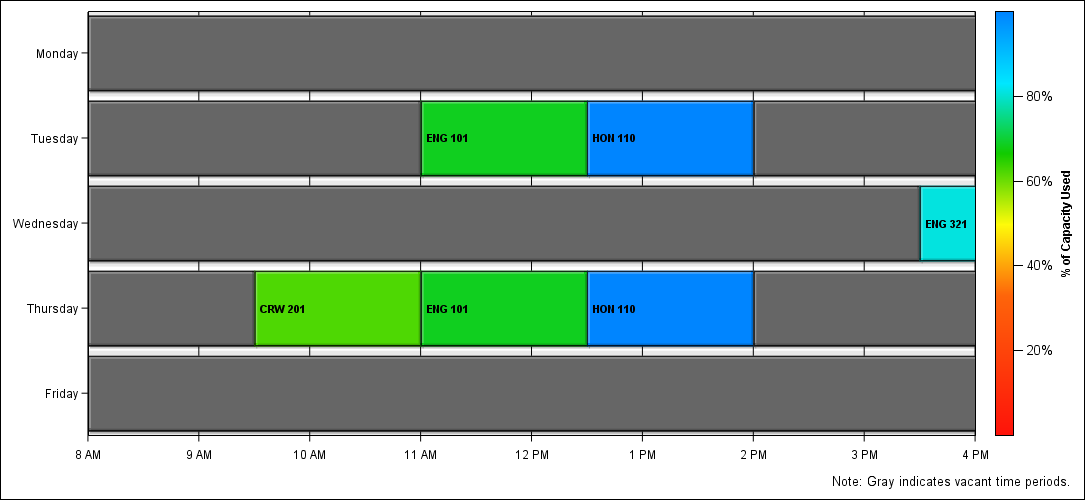 Monday
Tuesday
ENG 101
HON 110
Wednesday
ENG 321
Thursday
CRW 201
ENG 101
HON 110
Friday
8 AM
9 AM
10 AM
11 AM
12 PM
1 PM
2 PM
3 PM
4 PM
80%
60%
40%
20%
% of Capacity Used
Note: Gray indicates vacant time periods.